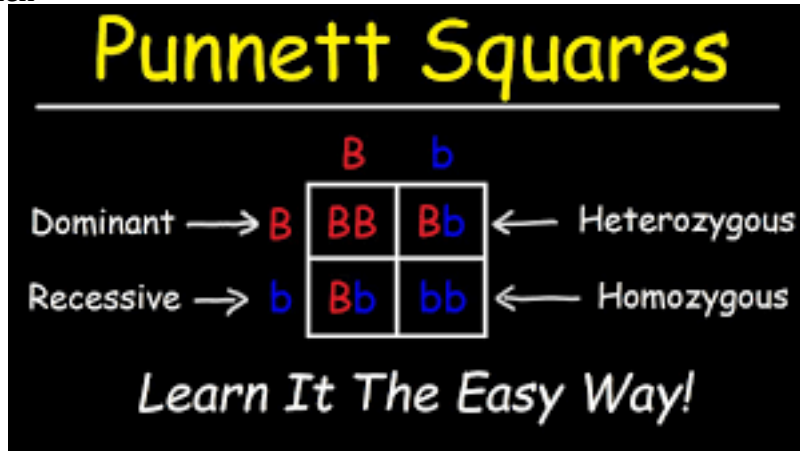 Punnett Squares
B b
Dominant B BB Bb Heterozygous
Recessive b Bb bb Homozygous
Learn It The Easy Way!